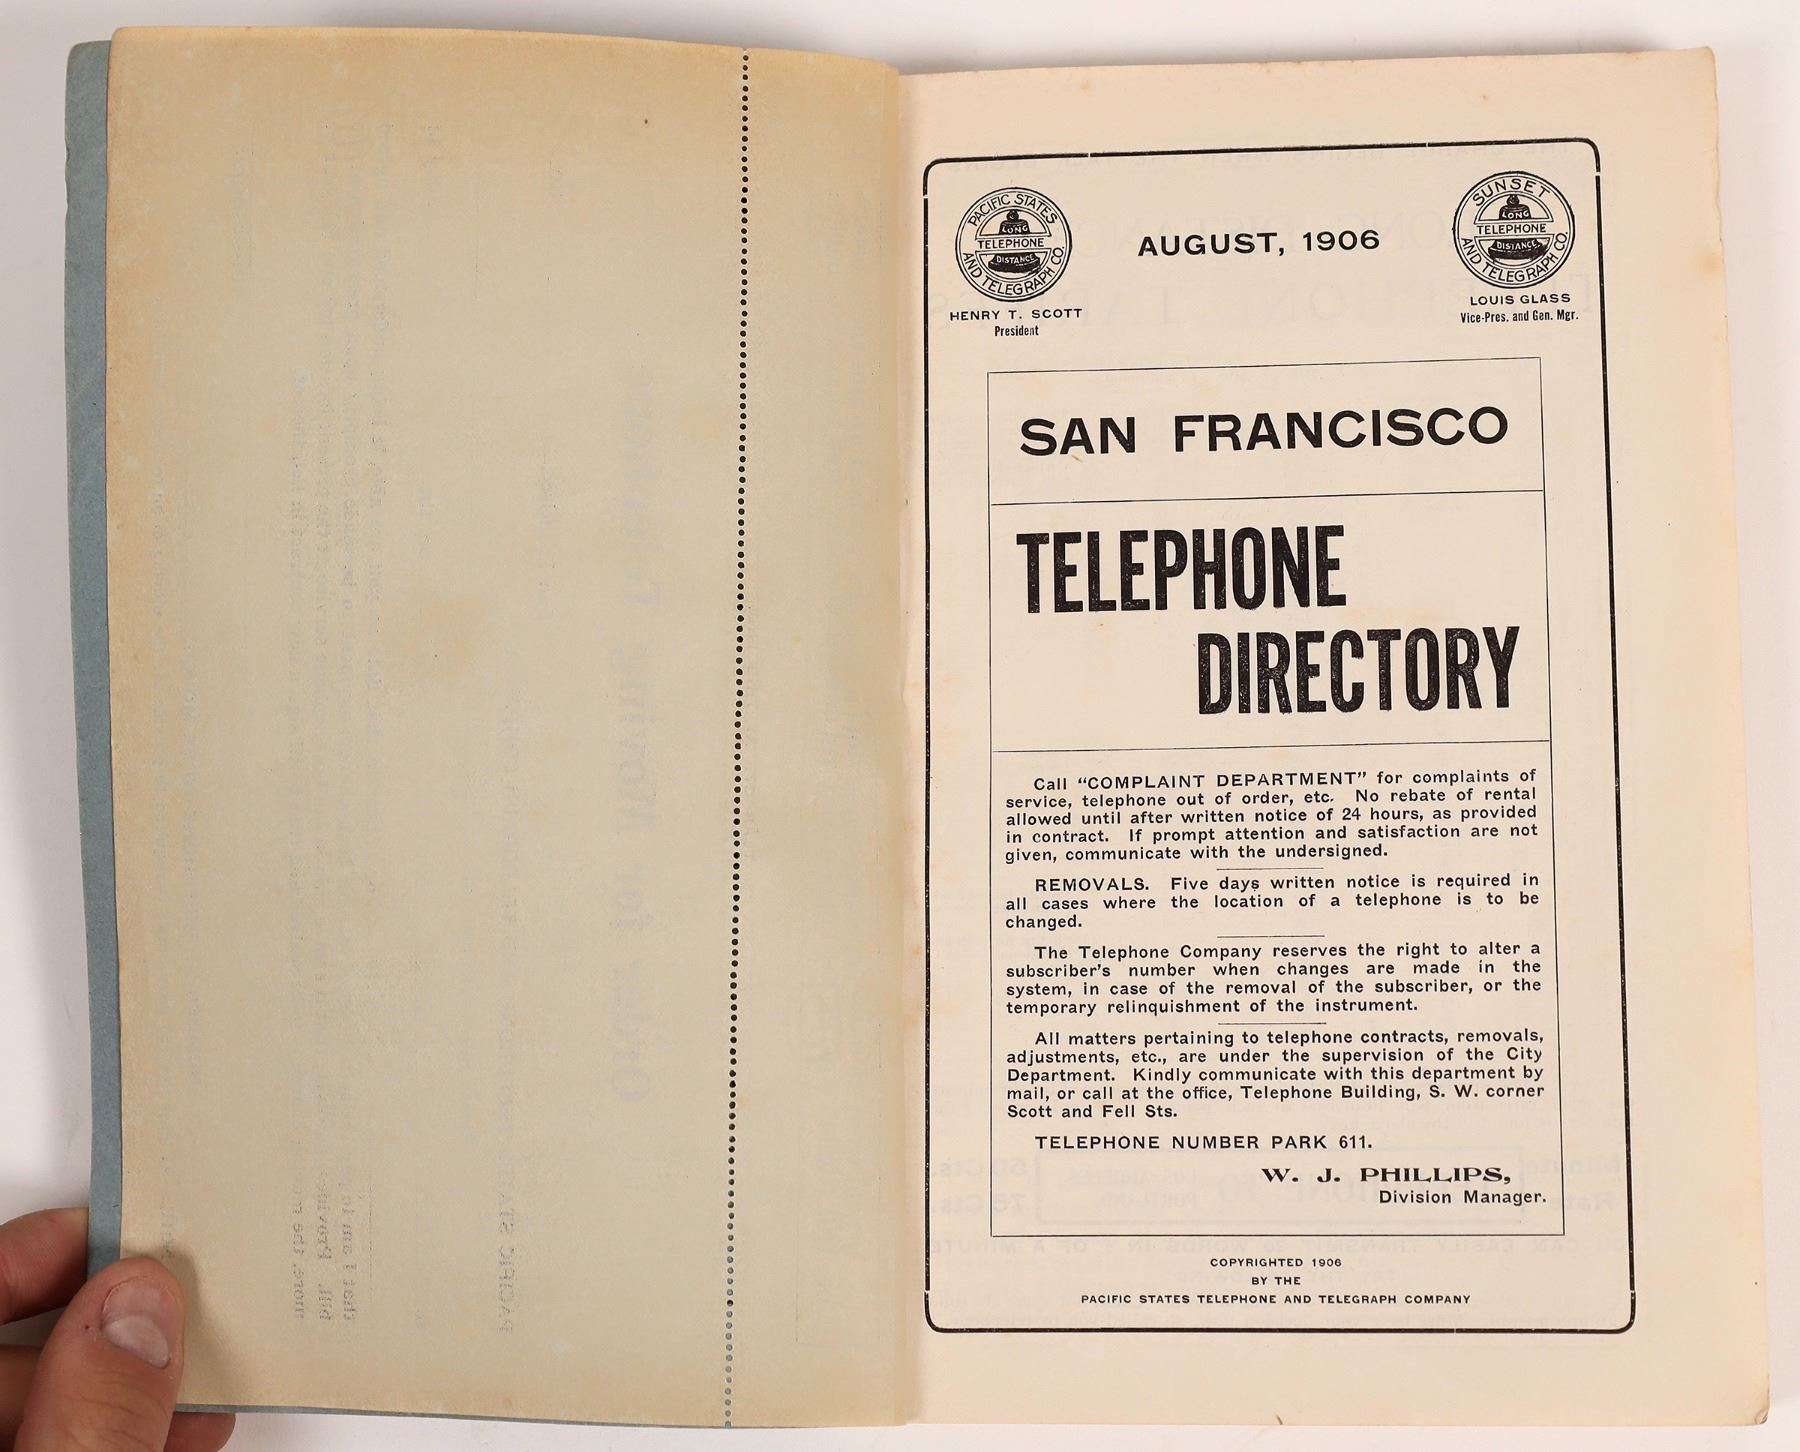 AUGUST, 1906
PACIFIC STATES
LONG
TELEPHONE
DISTANCE
AND TELEGRAPH CO.
HENRY T. SCOTT
President
SUNSET
LONG
TELEPHONE
DISTANCE
AND TELEGRAPH CO.
LOUIS GLASS
Vice-Pres. and Gen. Mgr.
SAN FRANCISCO
TELEPHONE
DIRECTORY
Call "COMPLAINT DEPARTMENT" for complaints of
service, telephone out of order, etc. No rebate of rental
allowed until after written notice of 24 hours, as provided
in contract. If prompt attention and satisfaction are not
given, communicate with the undersigned.
REMOVALS. Five days written notice is required in
all cases where the location of a telephone is to be
changed.
The Telephone Company reserves the right to alter a
subscriber's number when changes are made in the
system, in case of the removal of the subscriber, or the
temporary relinquishment of the instrument.
All matters pertaining to telephone contracts, removals,
adjustments, etc., are under the supervision of the City
Department. Kindly communicate with this department by
mail, or call at the office, Telephone Building, S. W. corner
Scott and Fell Sts.
TELEPHONE NUMBER PARK 611.
W. J. PHILLIPS,
Division Manager.
COPYRIGHTED 1906
BY THE
PACIFIC STATES TELEPHONE AND TELEGRAPH COMPANY